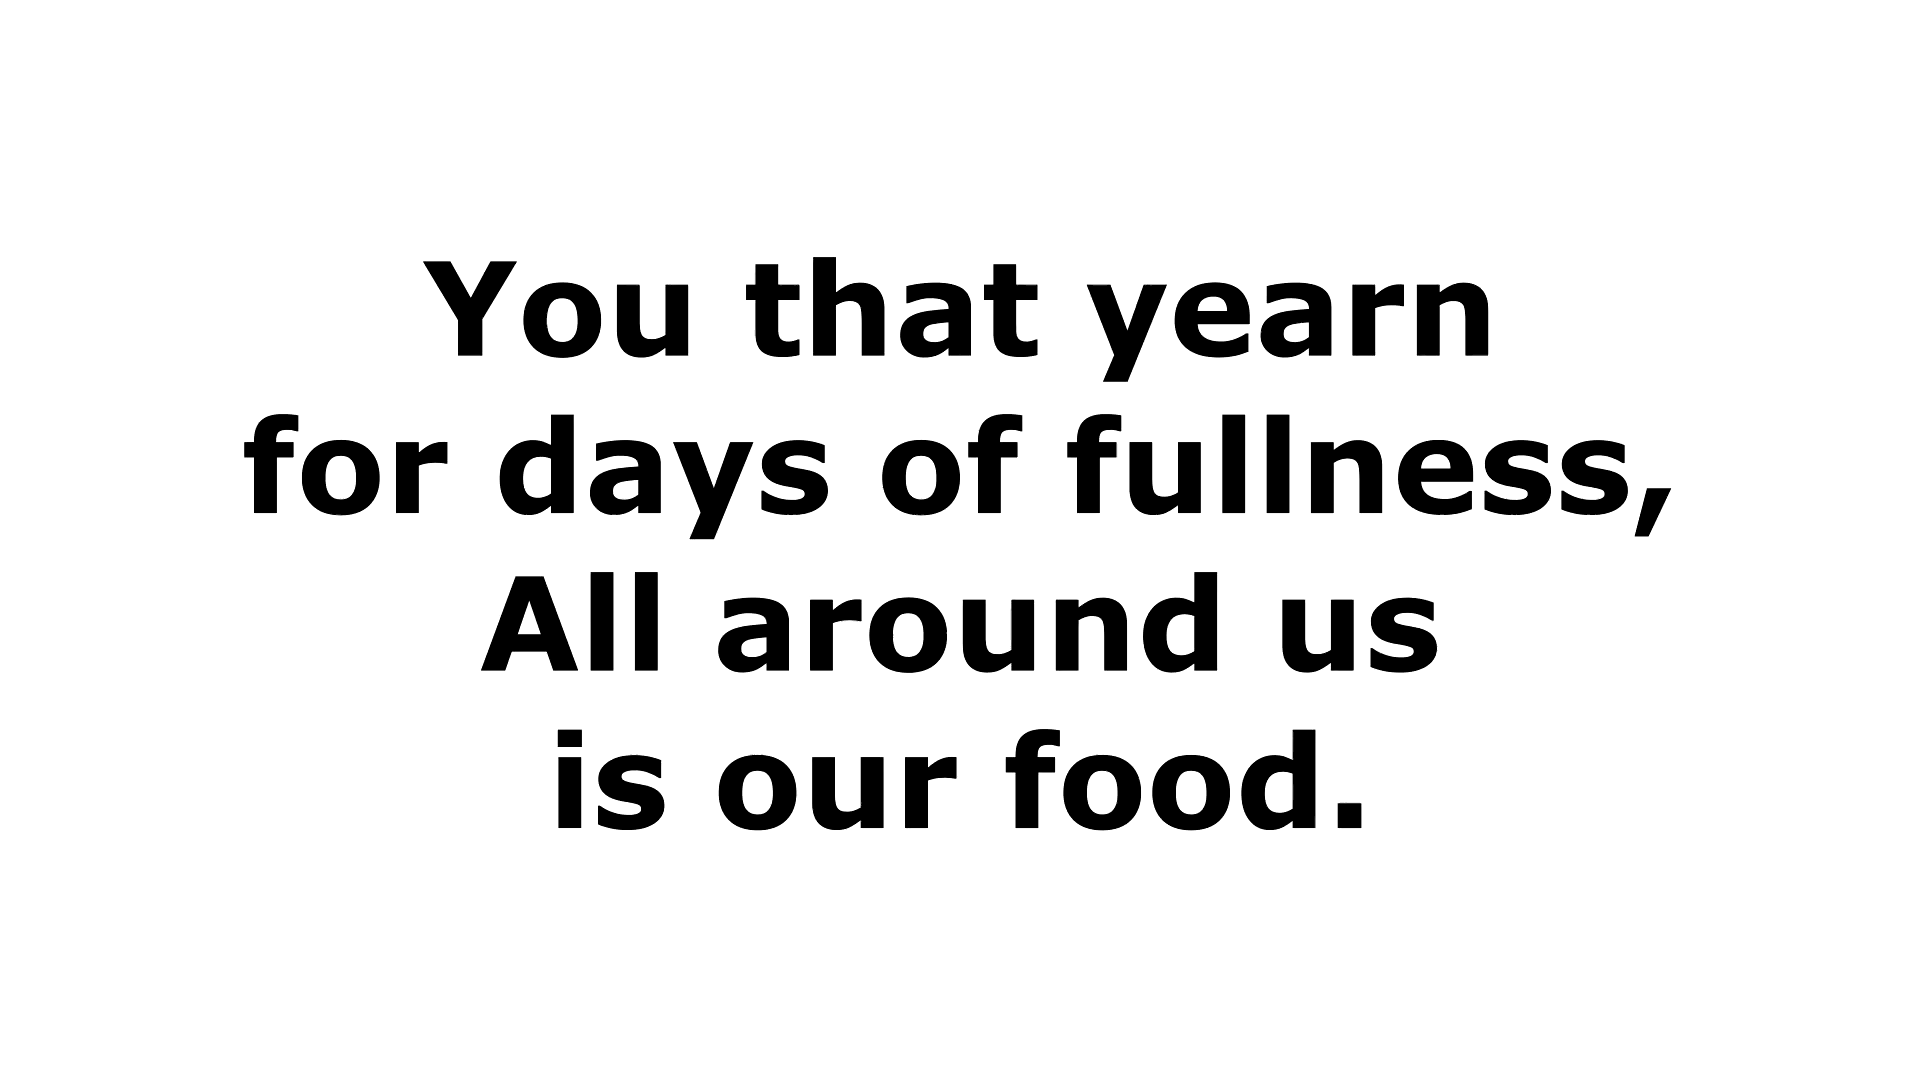 You that yearn
for days of fullness,
All around us
is our food.